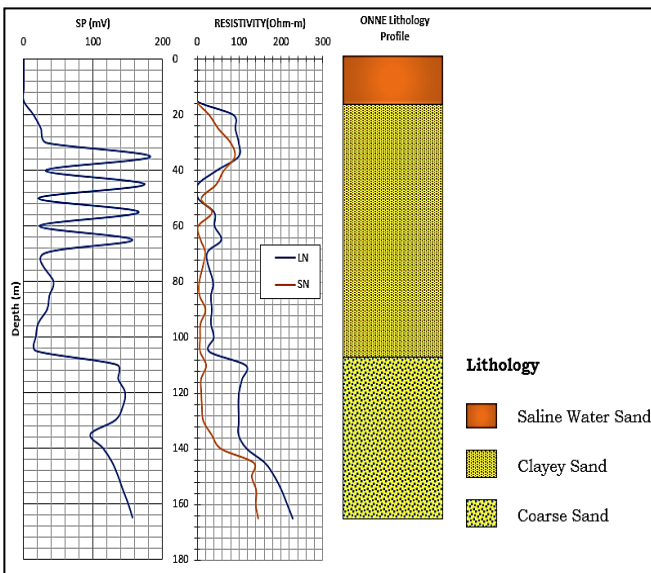 SP (mV)
0 100 200
RESISTIVITY(Ohm-m)
0 100 200 300
ONNE Lithology
Profile
Depth (m)
0
20
40
60
80
100
120
140
160
180
LN
SN
Lithology
Saline Water Sand
Clayey Sand
Coarse Sand